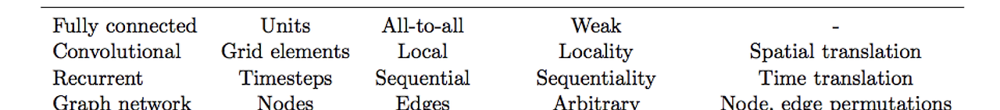 Fully connected Units All-to-all Weak -
Convolutional Grid elements Local Locality Spatial translation
Recurrent Timesteps Sequential Sequentiality Time translation
Graph network Nodes Edges Arbitrary Node, edge permutations